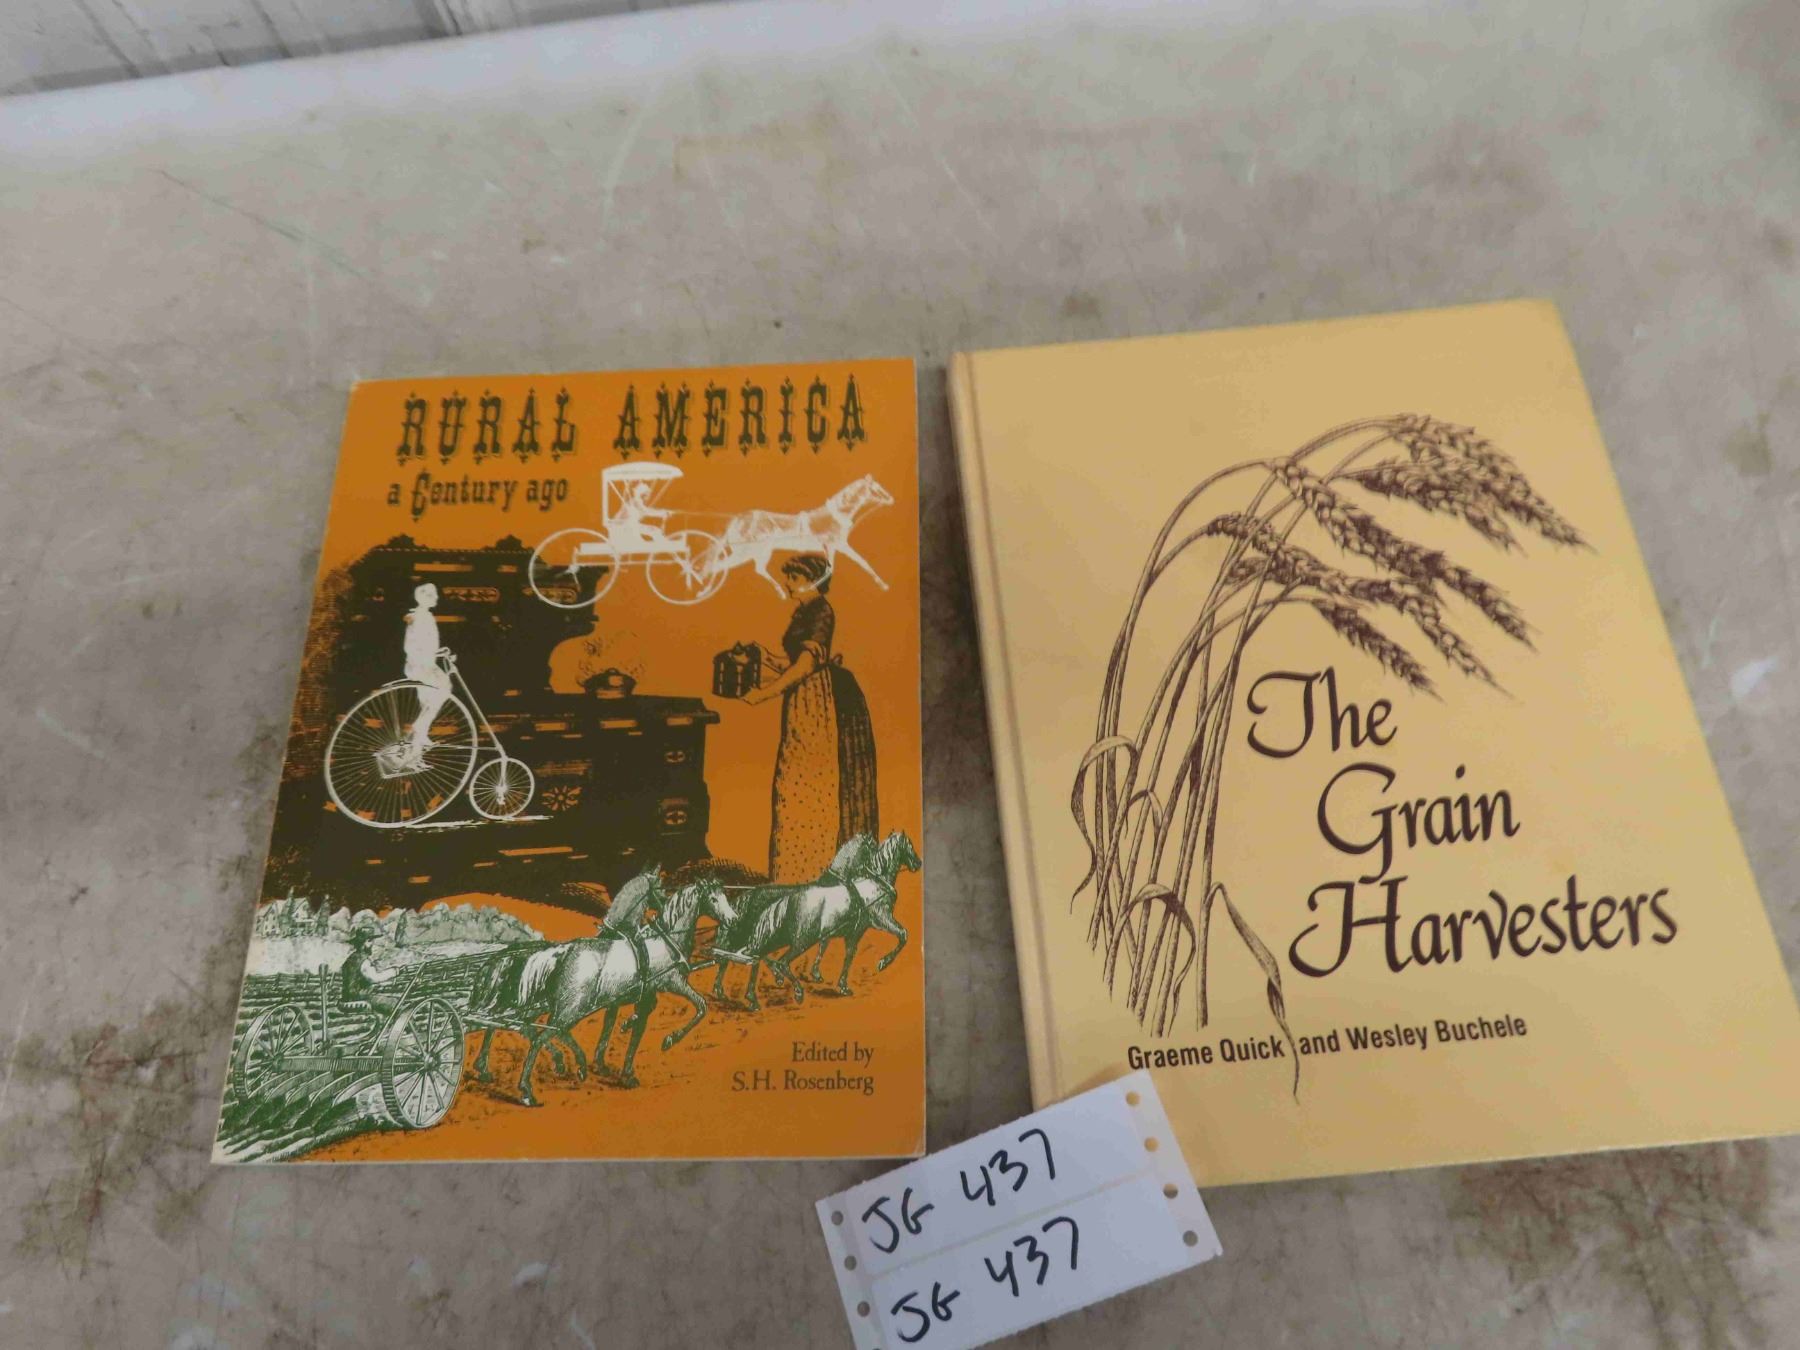 RURAL AMERICA
a Century ago
Edited by
S.H. Rosenberg
The
Grain
Harvesters
Graeme Quick and Wesley Buchele
JG 437
JG 437